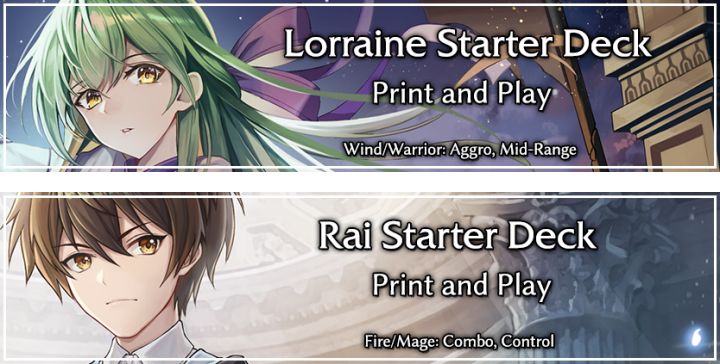 Lorraine Starter Deck
Print and Play
Wind/Warrior: Aggro, Mid-Range
Rai Starter Deck
Print and Play
Fire/Mage: Combo, Control